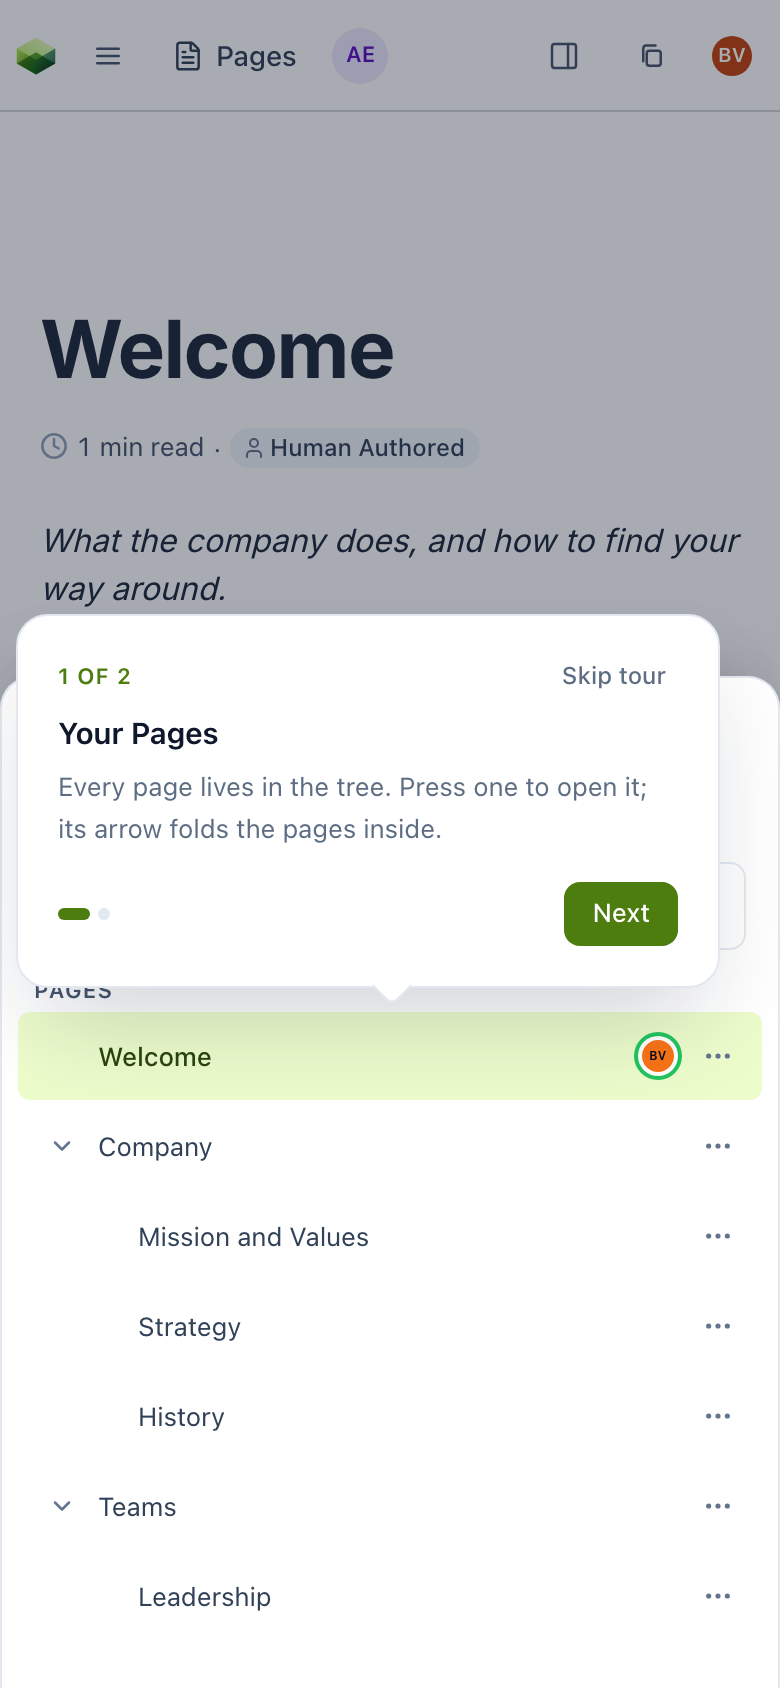 Pages
AE
BV
Welcome
1 min read · Human Authored
What the company does, and how to find your
way around.
1 OF 2
Skip tour
Your Pages
Every page lives in the tree. Press one to open it;
its arrow folds the pages inside.
Next
PAGES
Welcome
BV
Company
Mission and Values
Strategy
History
Teams
Leadership